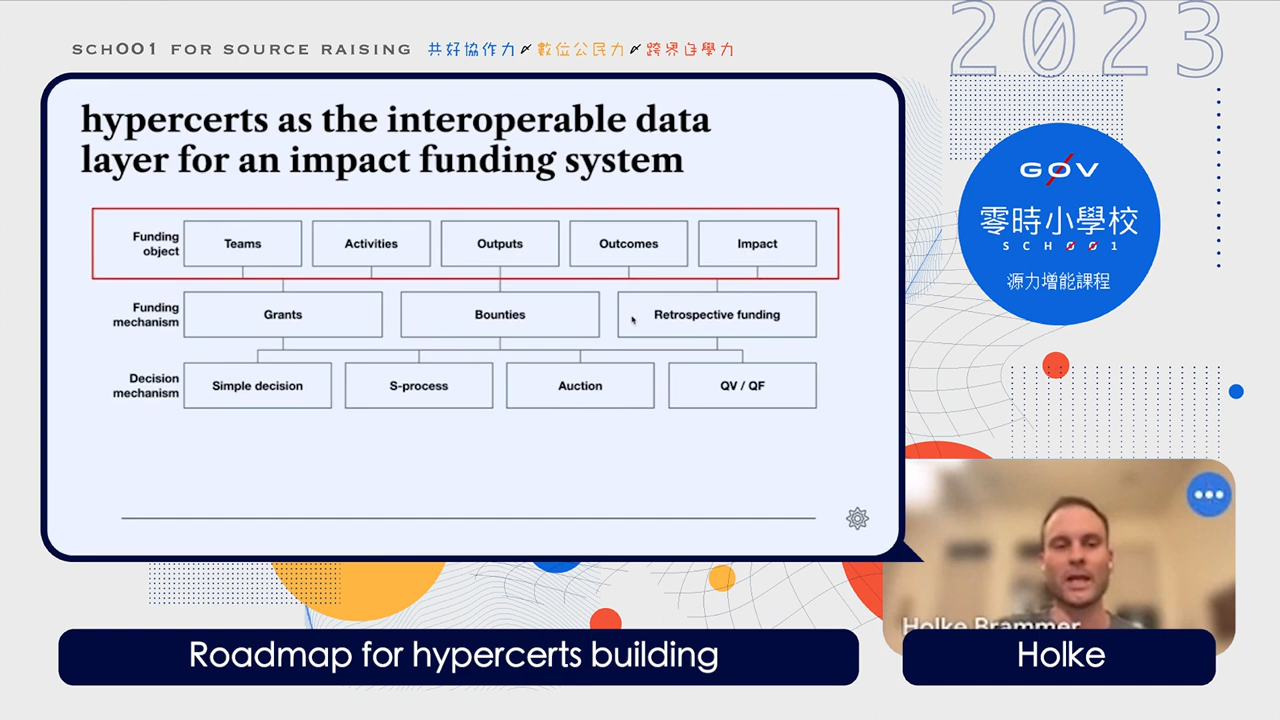 SCH001 FOR SOURCE RAISING 共好協作力 數位公民力 跨界自學力
2023
hypercerts as the interoperable data
layer for an impact funding system
Funding
object
Teams
Activities
Outputs
Outcomes
Impact
Funding
mechanism
Grants
Bounties
Retrospective funding
Decision
mechanism
Simple decision
S-process
Auction
QV / QF
G0V
零時小學校
SCH001
源力增能課程
Holke Brammer
Roadmap for hypercerts building
Holke